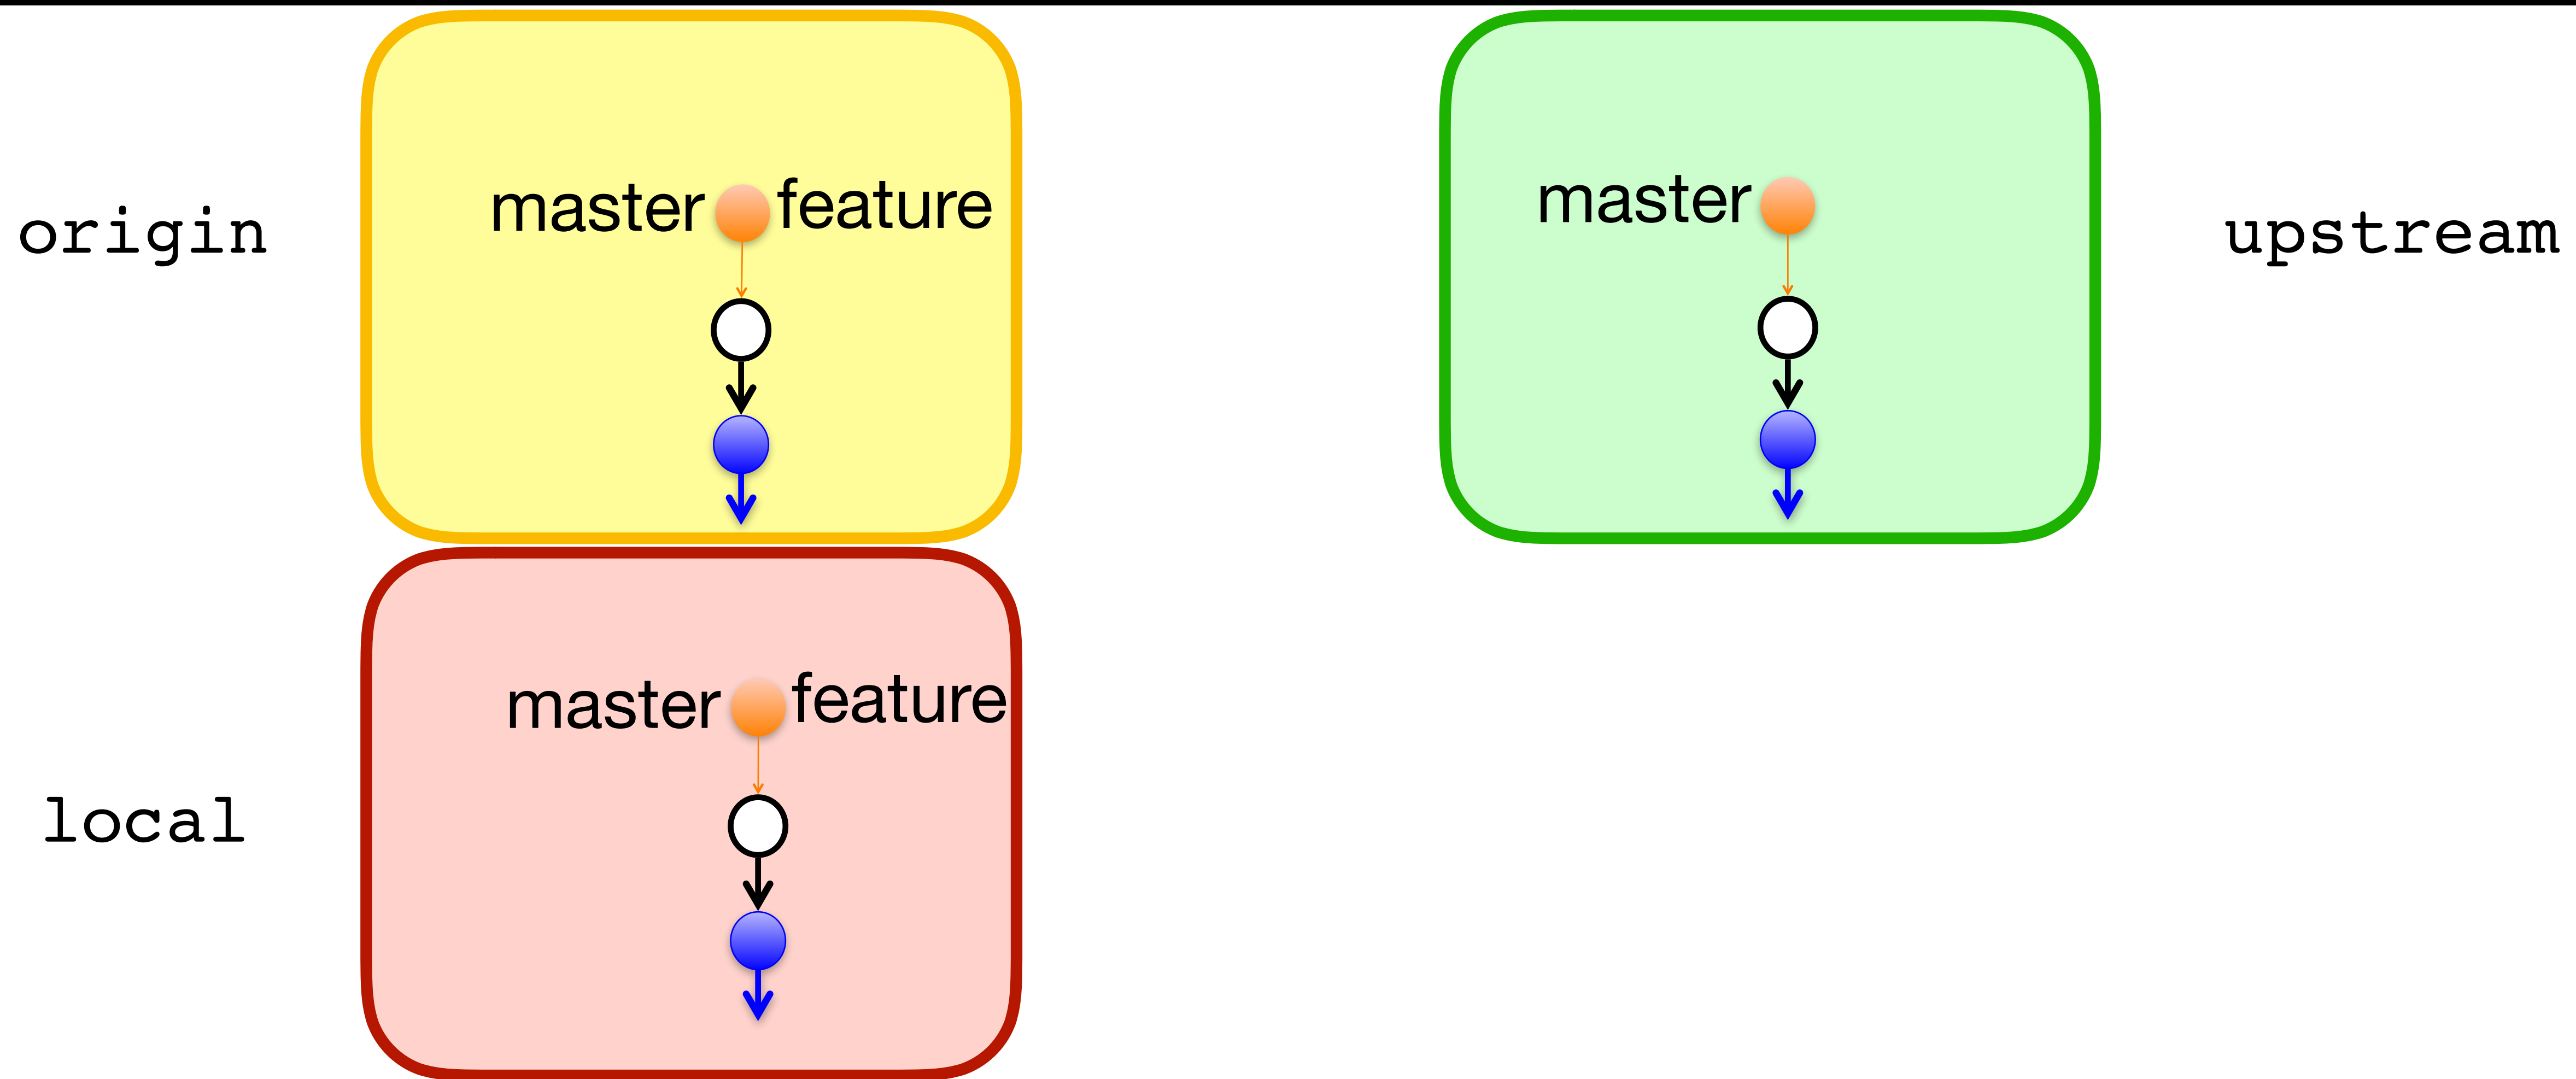 origin
master feature
master
upstream
local
master feature